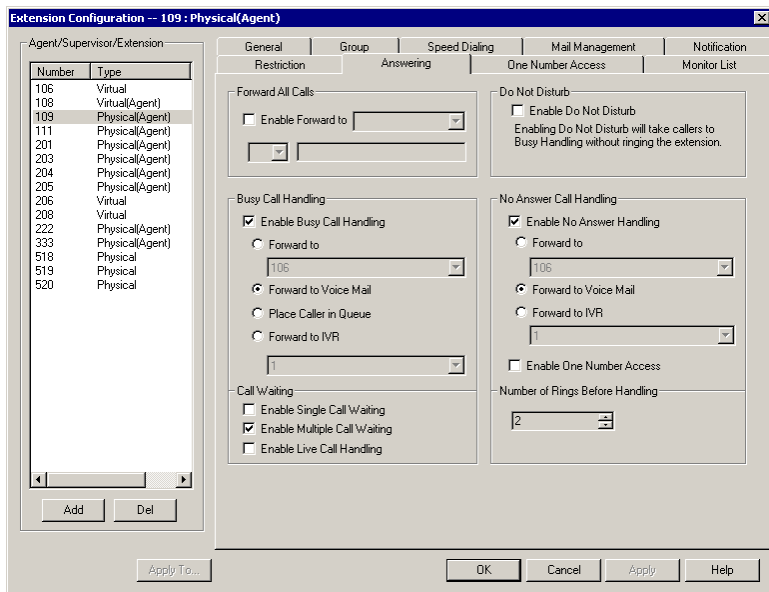 Extension Configuration -- 109 : Physical(Agent)
Agent/Supervisor/Extension
Number Type
106 Virtual
108 Virtual(Agent)
109 Physical(Agent)
111 Physical(Agent)
201 Physical(Agent)
203 Physical(Agent)
204 Physical(Agent)
205 Physical(Agent)
206 Virtual
208 Virtual
222 Physical(Agent)
333 Physical(Agent)
518 Physical
519 Physical
520 Physical
Add Del
General Group Speed Dialing Mail Management Notification
Restriction Answering One Number Access Monitor List
Forward All Calls
Enable Forward to
Do Not Disturb
Enable Do Not Disturb
Enabling Do Not Disturb will take callers to
Busy Handling without ringing the extension.
Busy Call Handling
Enable Busy Call Handling
Forward to
106
Forward to Voice Mail
Place Caller in Queue
Forward to IVR
1
No Answer Call Handling
Enable No Answer Handling
Forward to
106
Forward to Voice Mail
Forward to IVR
1
Enable One Number Access
Call Waiting
Enable Single Call Waiting
Enable Multiple Call Waiting
Enable Live Call Handling
Number of Rings Before Handling
2
Apply To... OK Cancel Apply Help